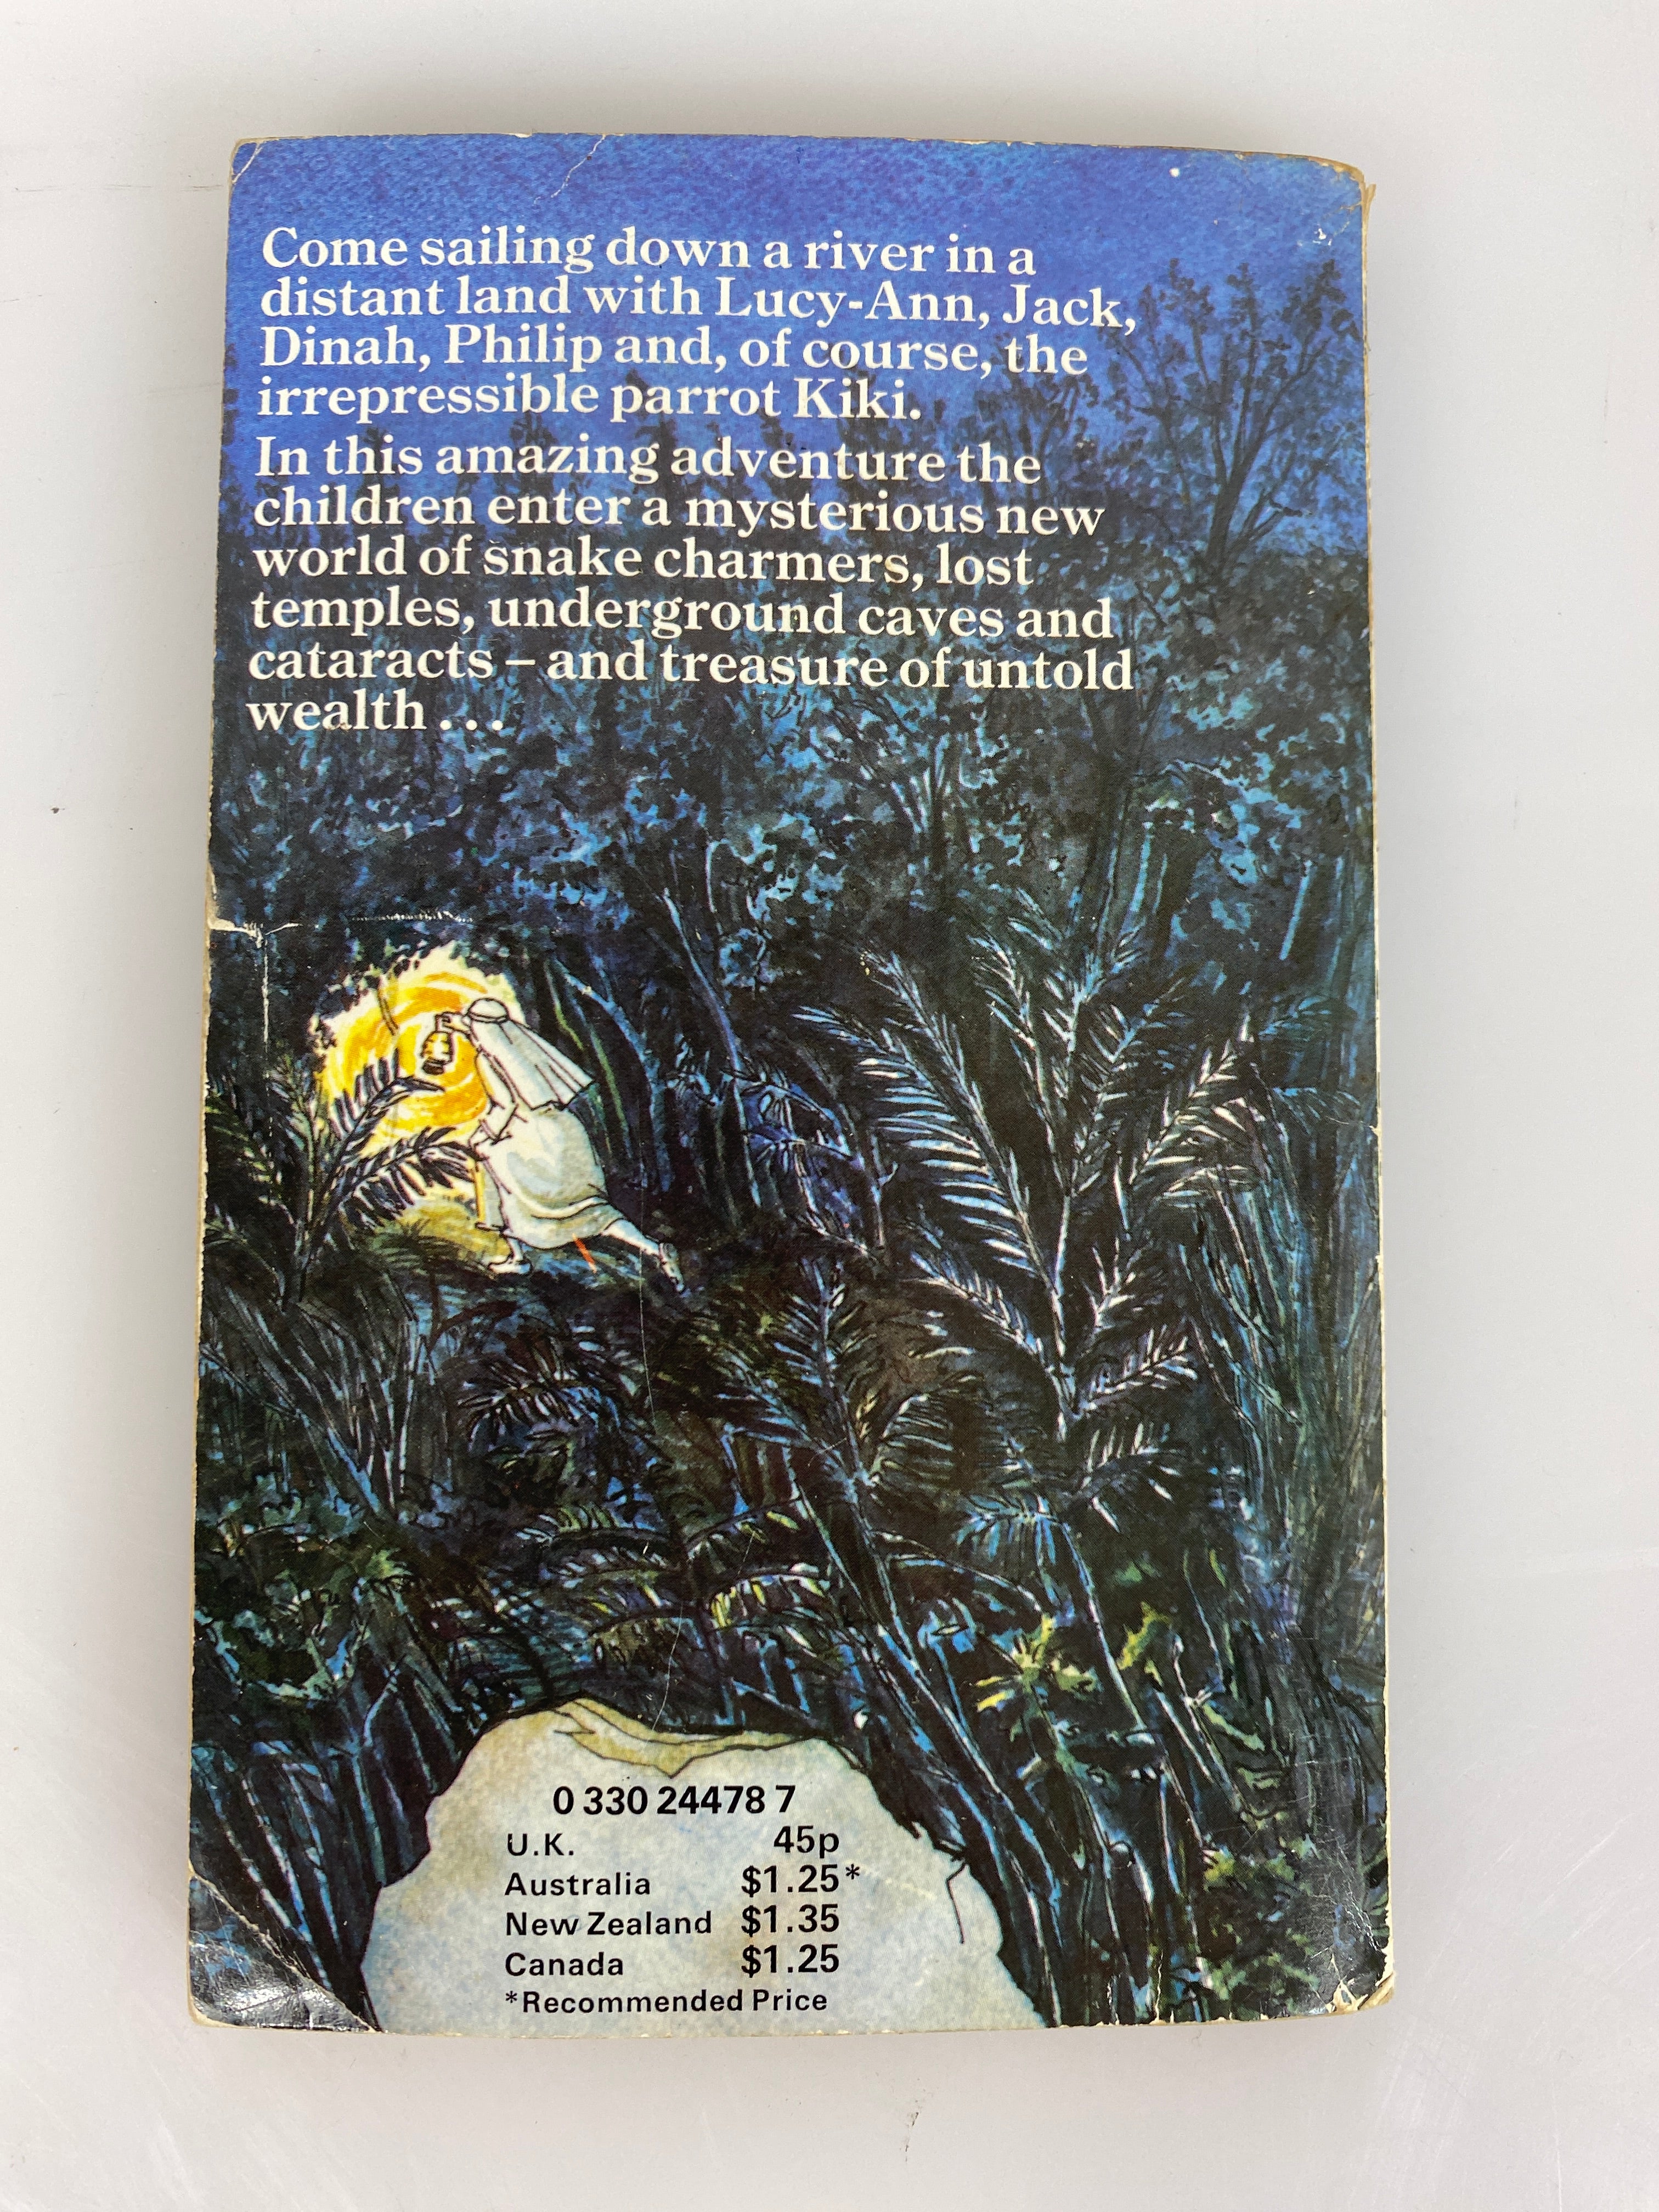 Come sailing down a river in a
distant land with Lucy-Ann, Jack,
Dinah, Philip and, of course, the
irrepressible parrot Kiki.
In this amazing adventure the
children enter a mysterious new
world of snake charmers, lost
temples, underground caves and
cataracts – and treasure of untold
wealth...
0 330 24478 7
U.K. 45p
Australia $1.25*
New Zealand $1.35
Canada $1.25
*Recommended Price